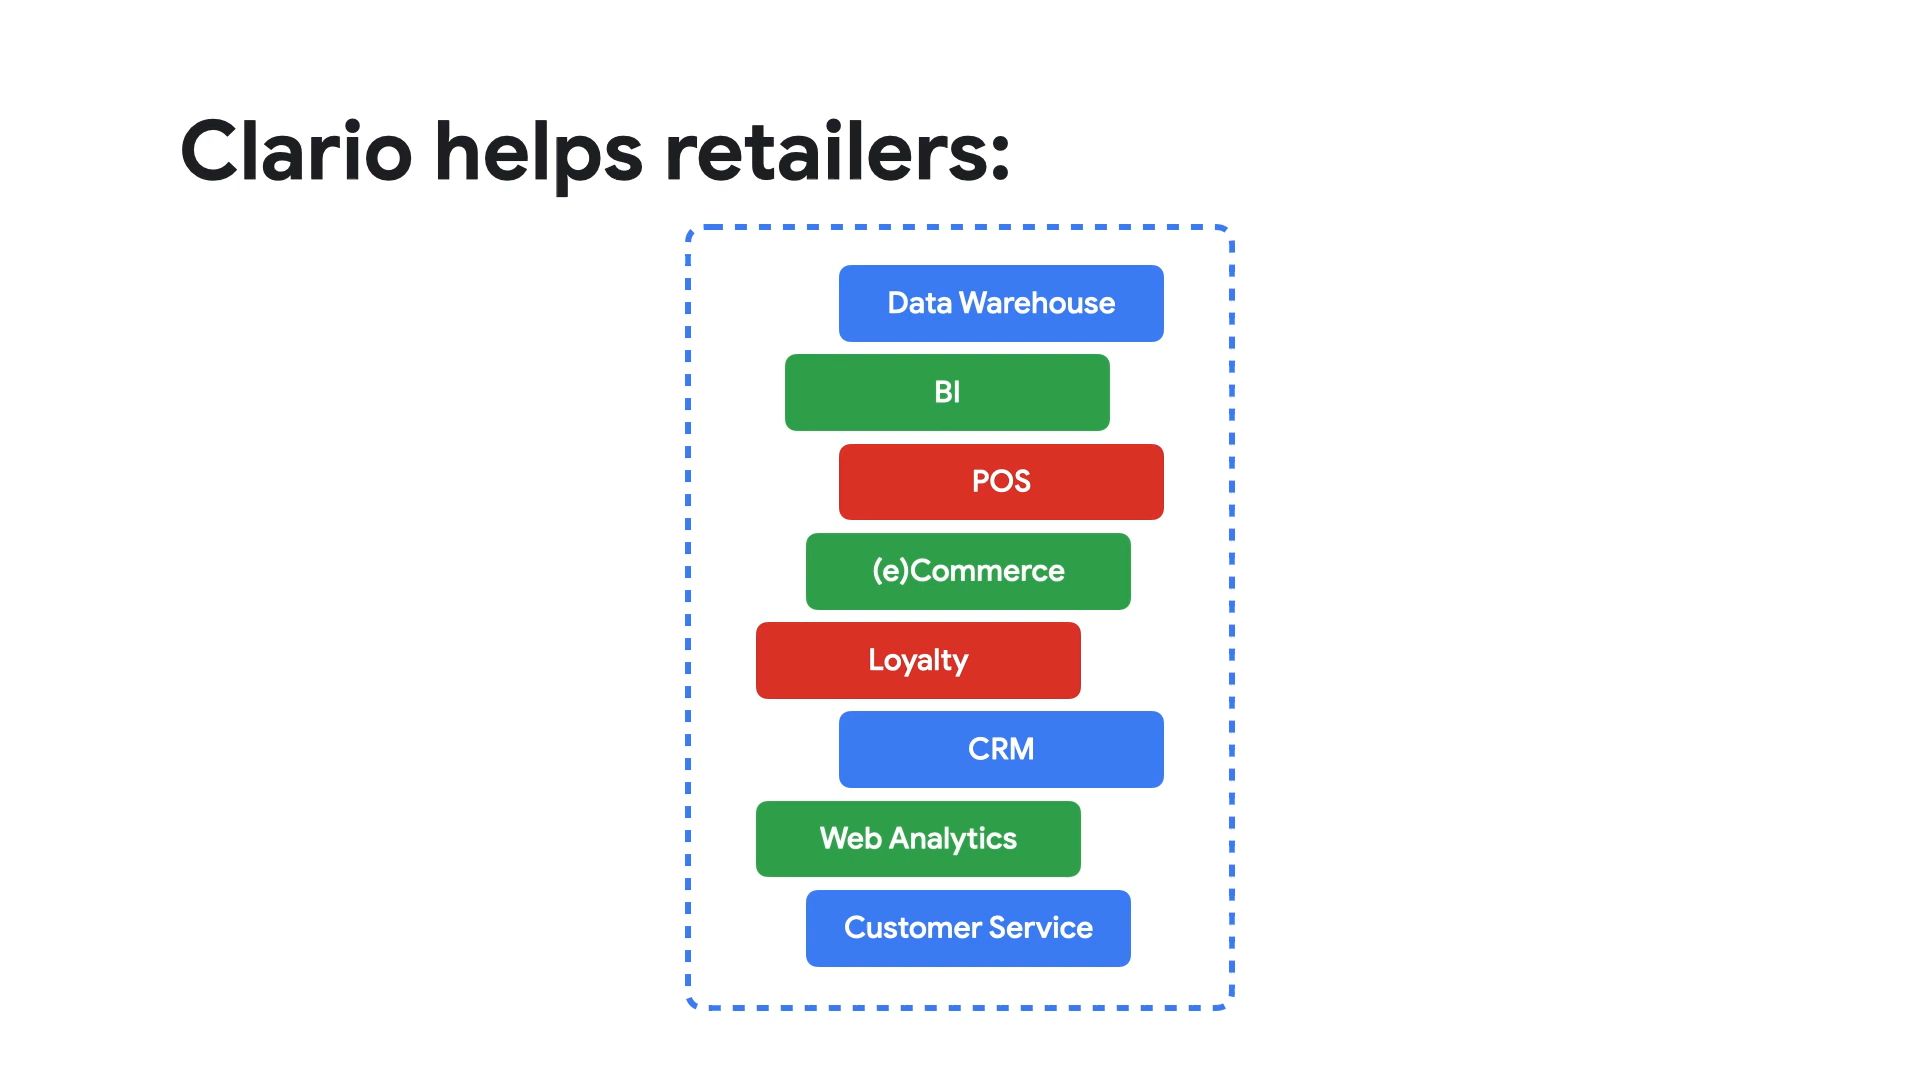 Clario helps retailers:
Data Warehouse
BI
POS
(e)Commerce
Loyalty
CRM
Web Analytics
Customer Service